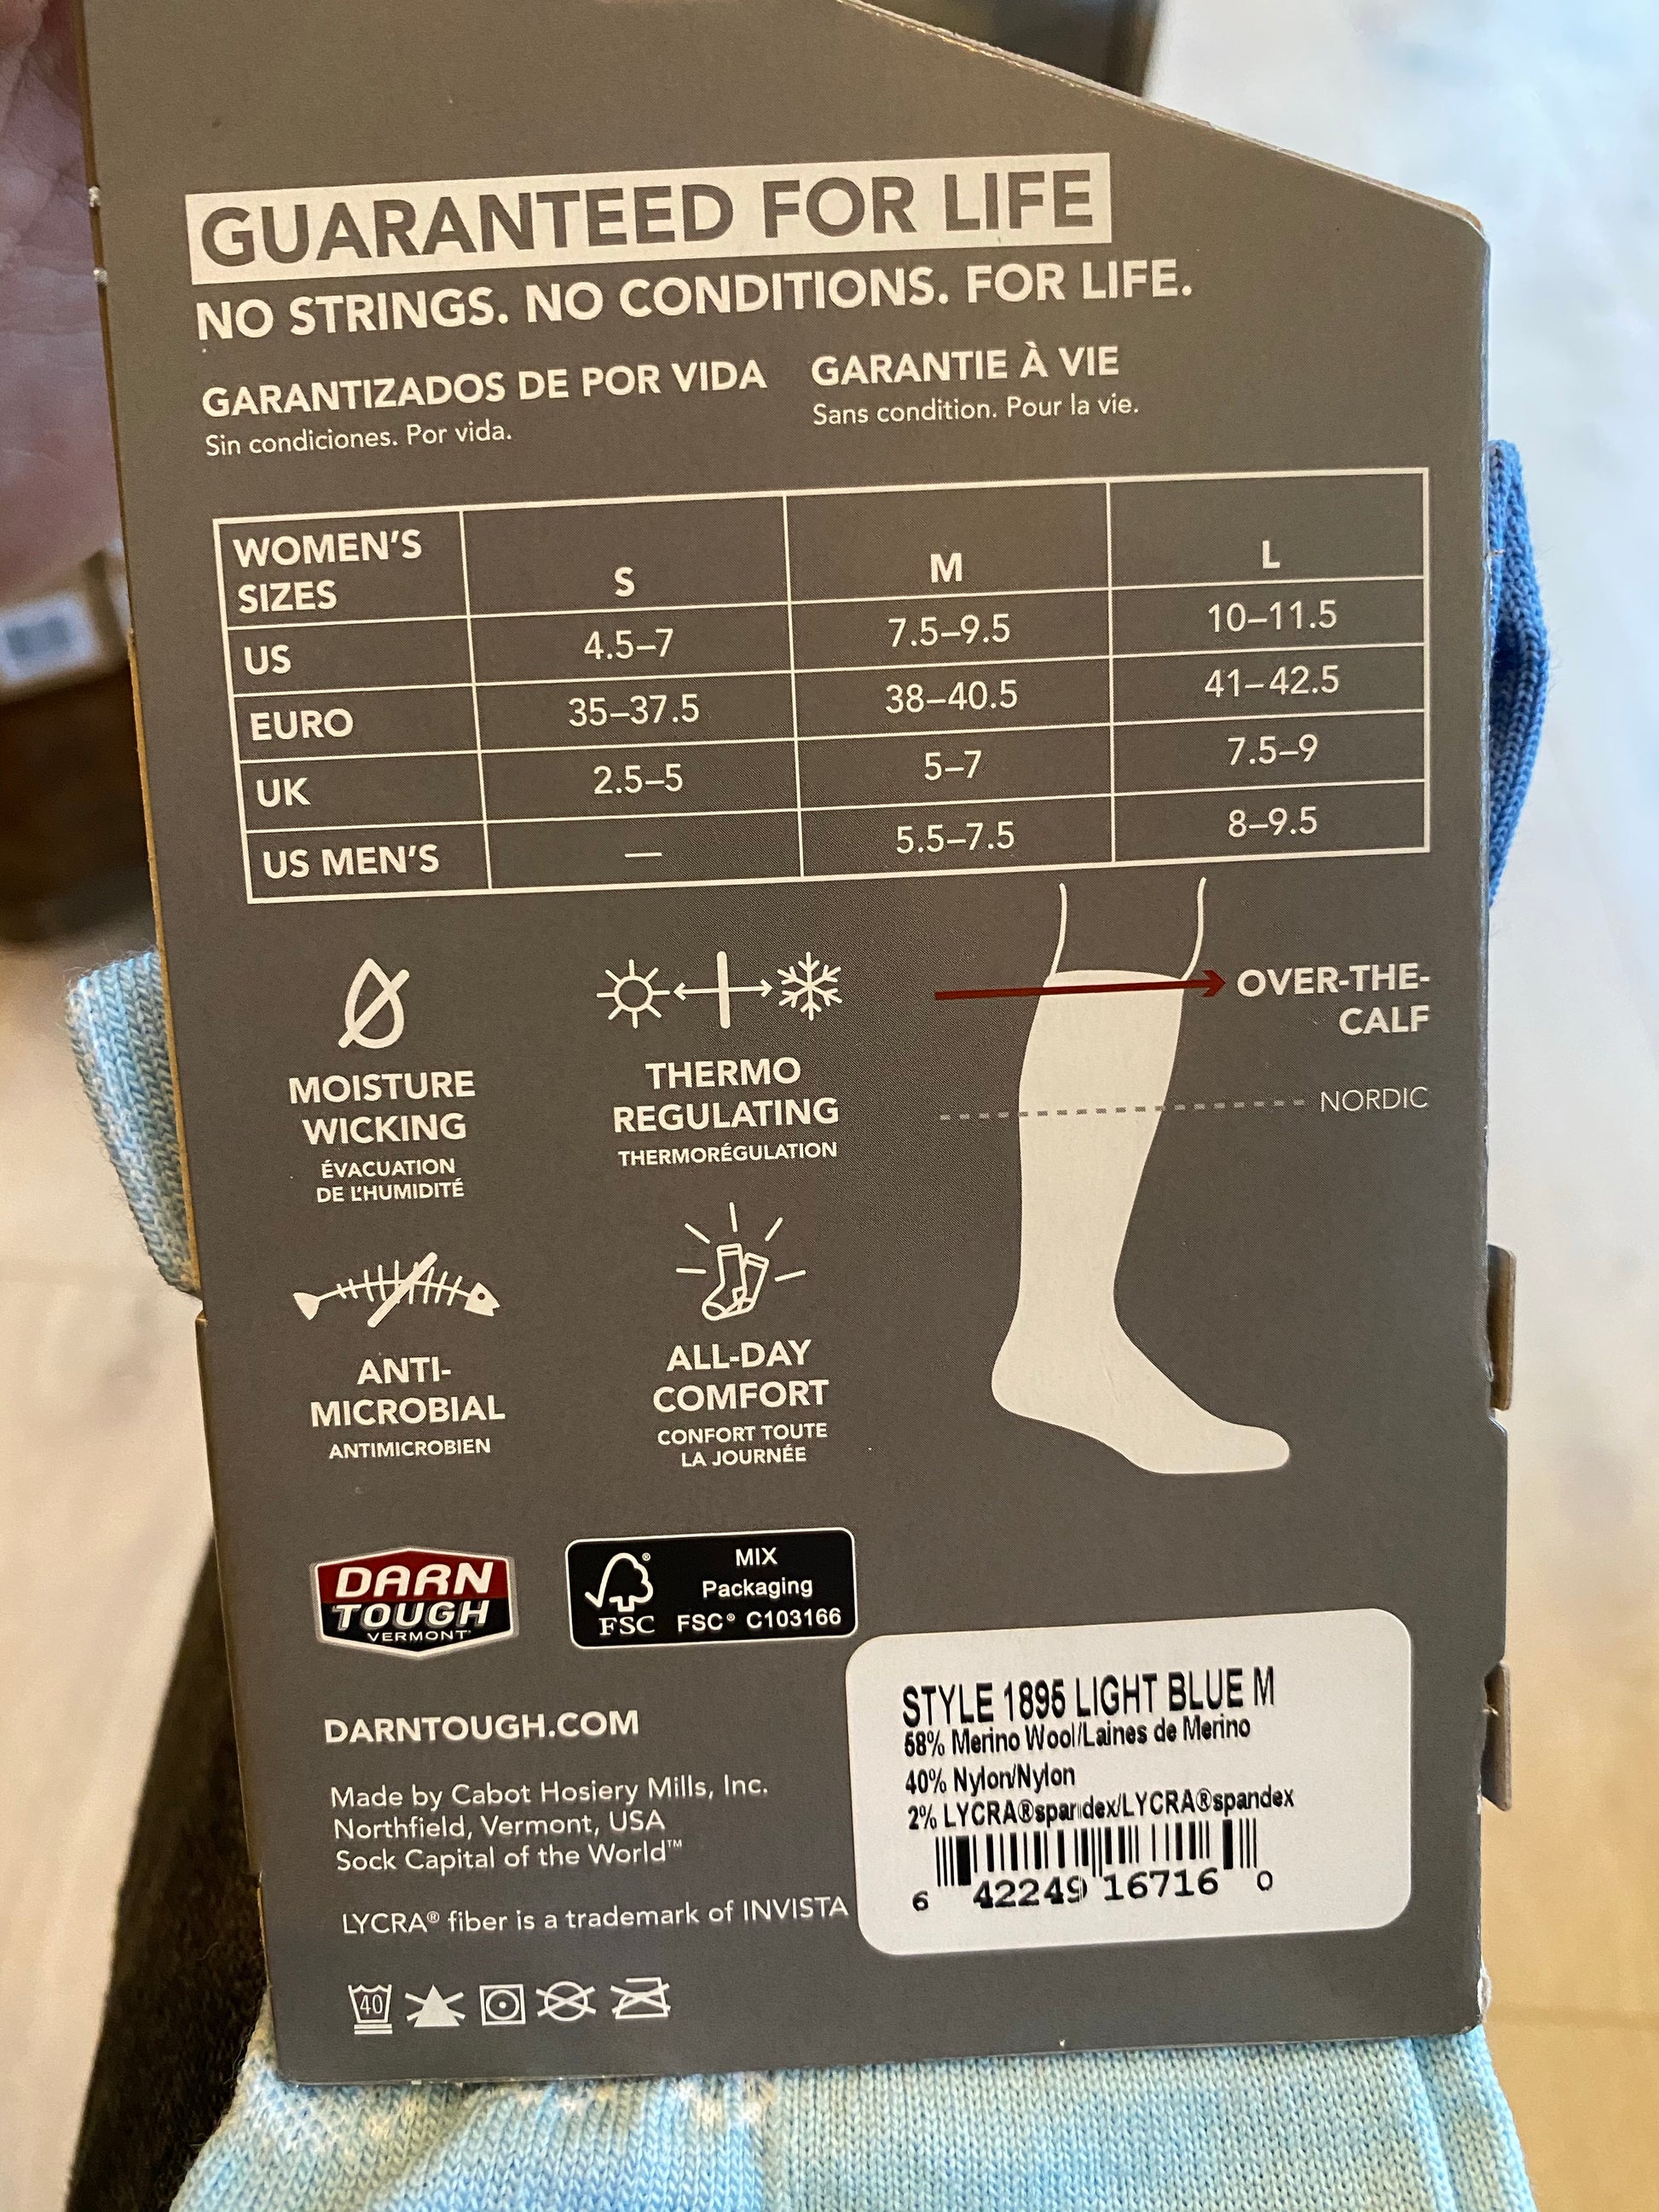 GUARANTEED FOR LIFE
NO STRINGS. NO CONDITIONS. FOR LIFE.
GARANTIZADOS DE POR VIDA
Sin condiciones. Por vida.
GARANTIE À VIE
Sans condition. Pour la vie.
WOMEN'S SIZES S M L
US 4.5–7 7.5–9.5 10–11.5
EURO 35–37.5 38–40.5 41–42.5
UK 2.5–5 5–7 7.5–9
US MEN'S — 5.5–7.5 8–9.5
MOISTURE
WICKING
ÉVACUATION
DE L'HUMIDITÉ
THERMO
REGULATING
THERMORÉGULATION
OVER-THE-
CALF
NORDIC
ANTI-
MICROBIAL
ANTIMICROBIEN
ALL-DAY
COMFORT
CONFORT TOUTE
LA JOURNÉE
DARN
TOUGH
VERMONT
FSC
MIX
Packaging
FSC® C103166
DARNTOUGH.COM
Made by Cabot Hosiery Mills, Inc.
Northfield, Vermont, USA
Sock Capital of the World™
LYCRA® fiber is a trademark of INVISTA
STYLE 1895 LIGHT BLUE M
58% Merino Wool/Laines de Merino
40% Nylon/Nylon
2% LYCRA®spandex/LYCRA®spandex
6 42249 16716 0
40